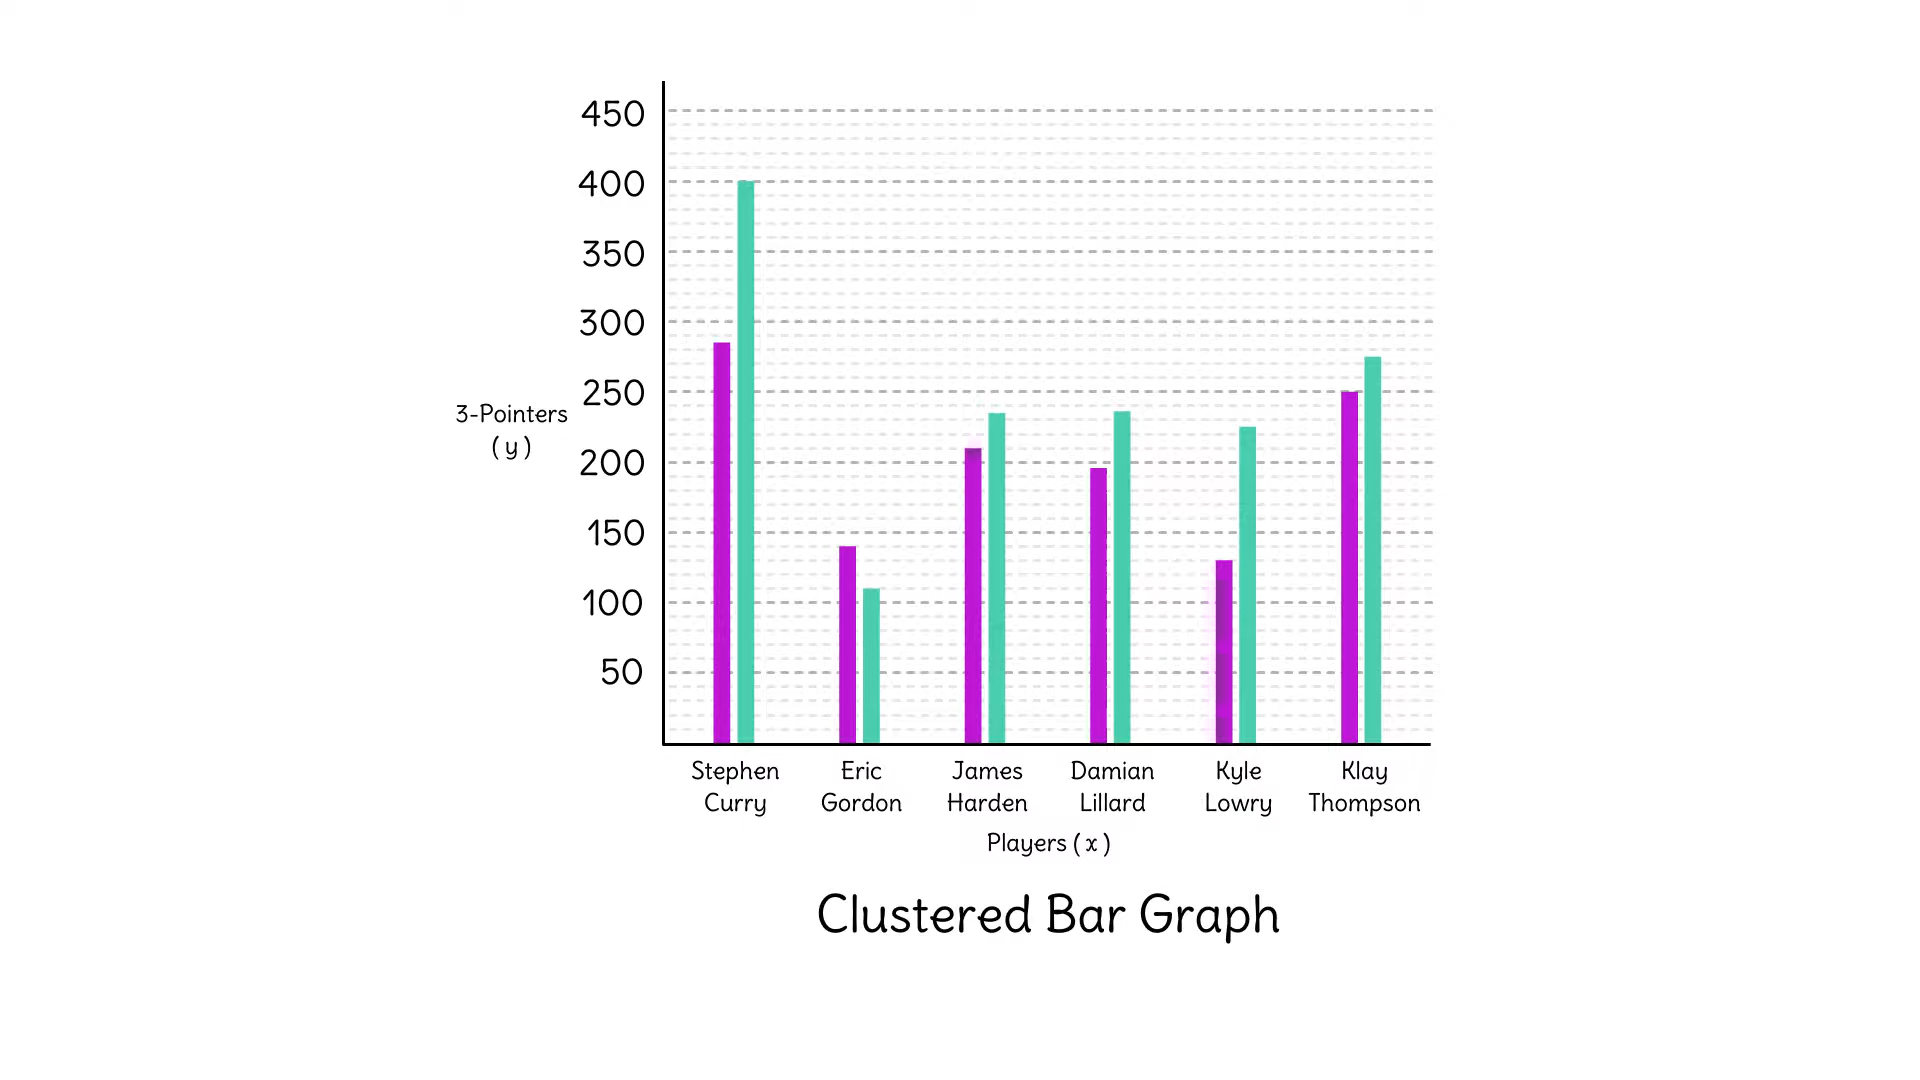 450
400
350
300
250
200
150
100
50
3-Pointers
( y )
Stephen
Curry
Eric
Gordon
James
Harden
Damian
Lillard
Kyle
Lowry
Klay
Thompson
Players ( x )
Clustered Bar Graph